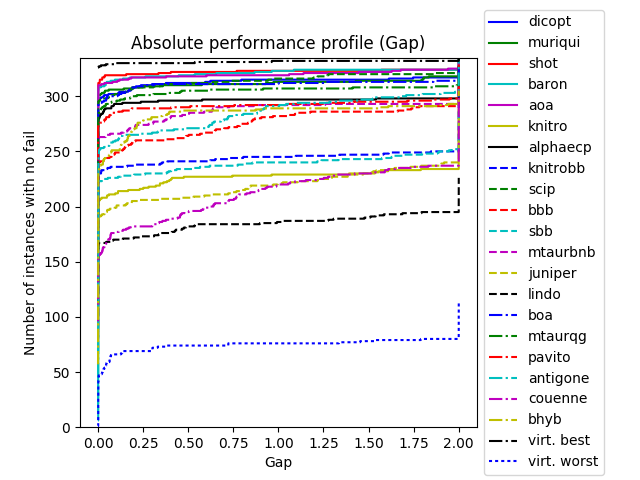 Absolute performance profile (Gap)
Number of instances with no fail
300
250
200
150
100
50
0
0.00 0.25 0.50 0.75 1.00 1.25 1.50 1.75 2.00
Gap
dicopt
muriqui
shot
baron
aoa
knitro
alphaecp
knitrobb
scip
bbb
sbb
mtaurbnb
juniper
lindo
boa
mtaurqg
pavito
antigone
couenne
bhyb
virt. best
virt. worst